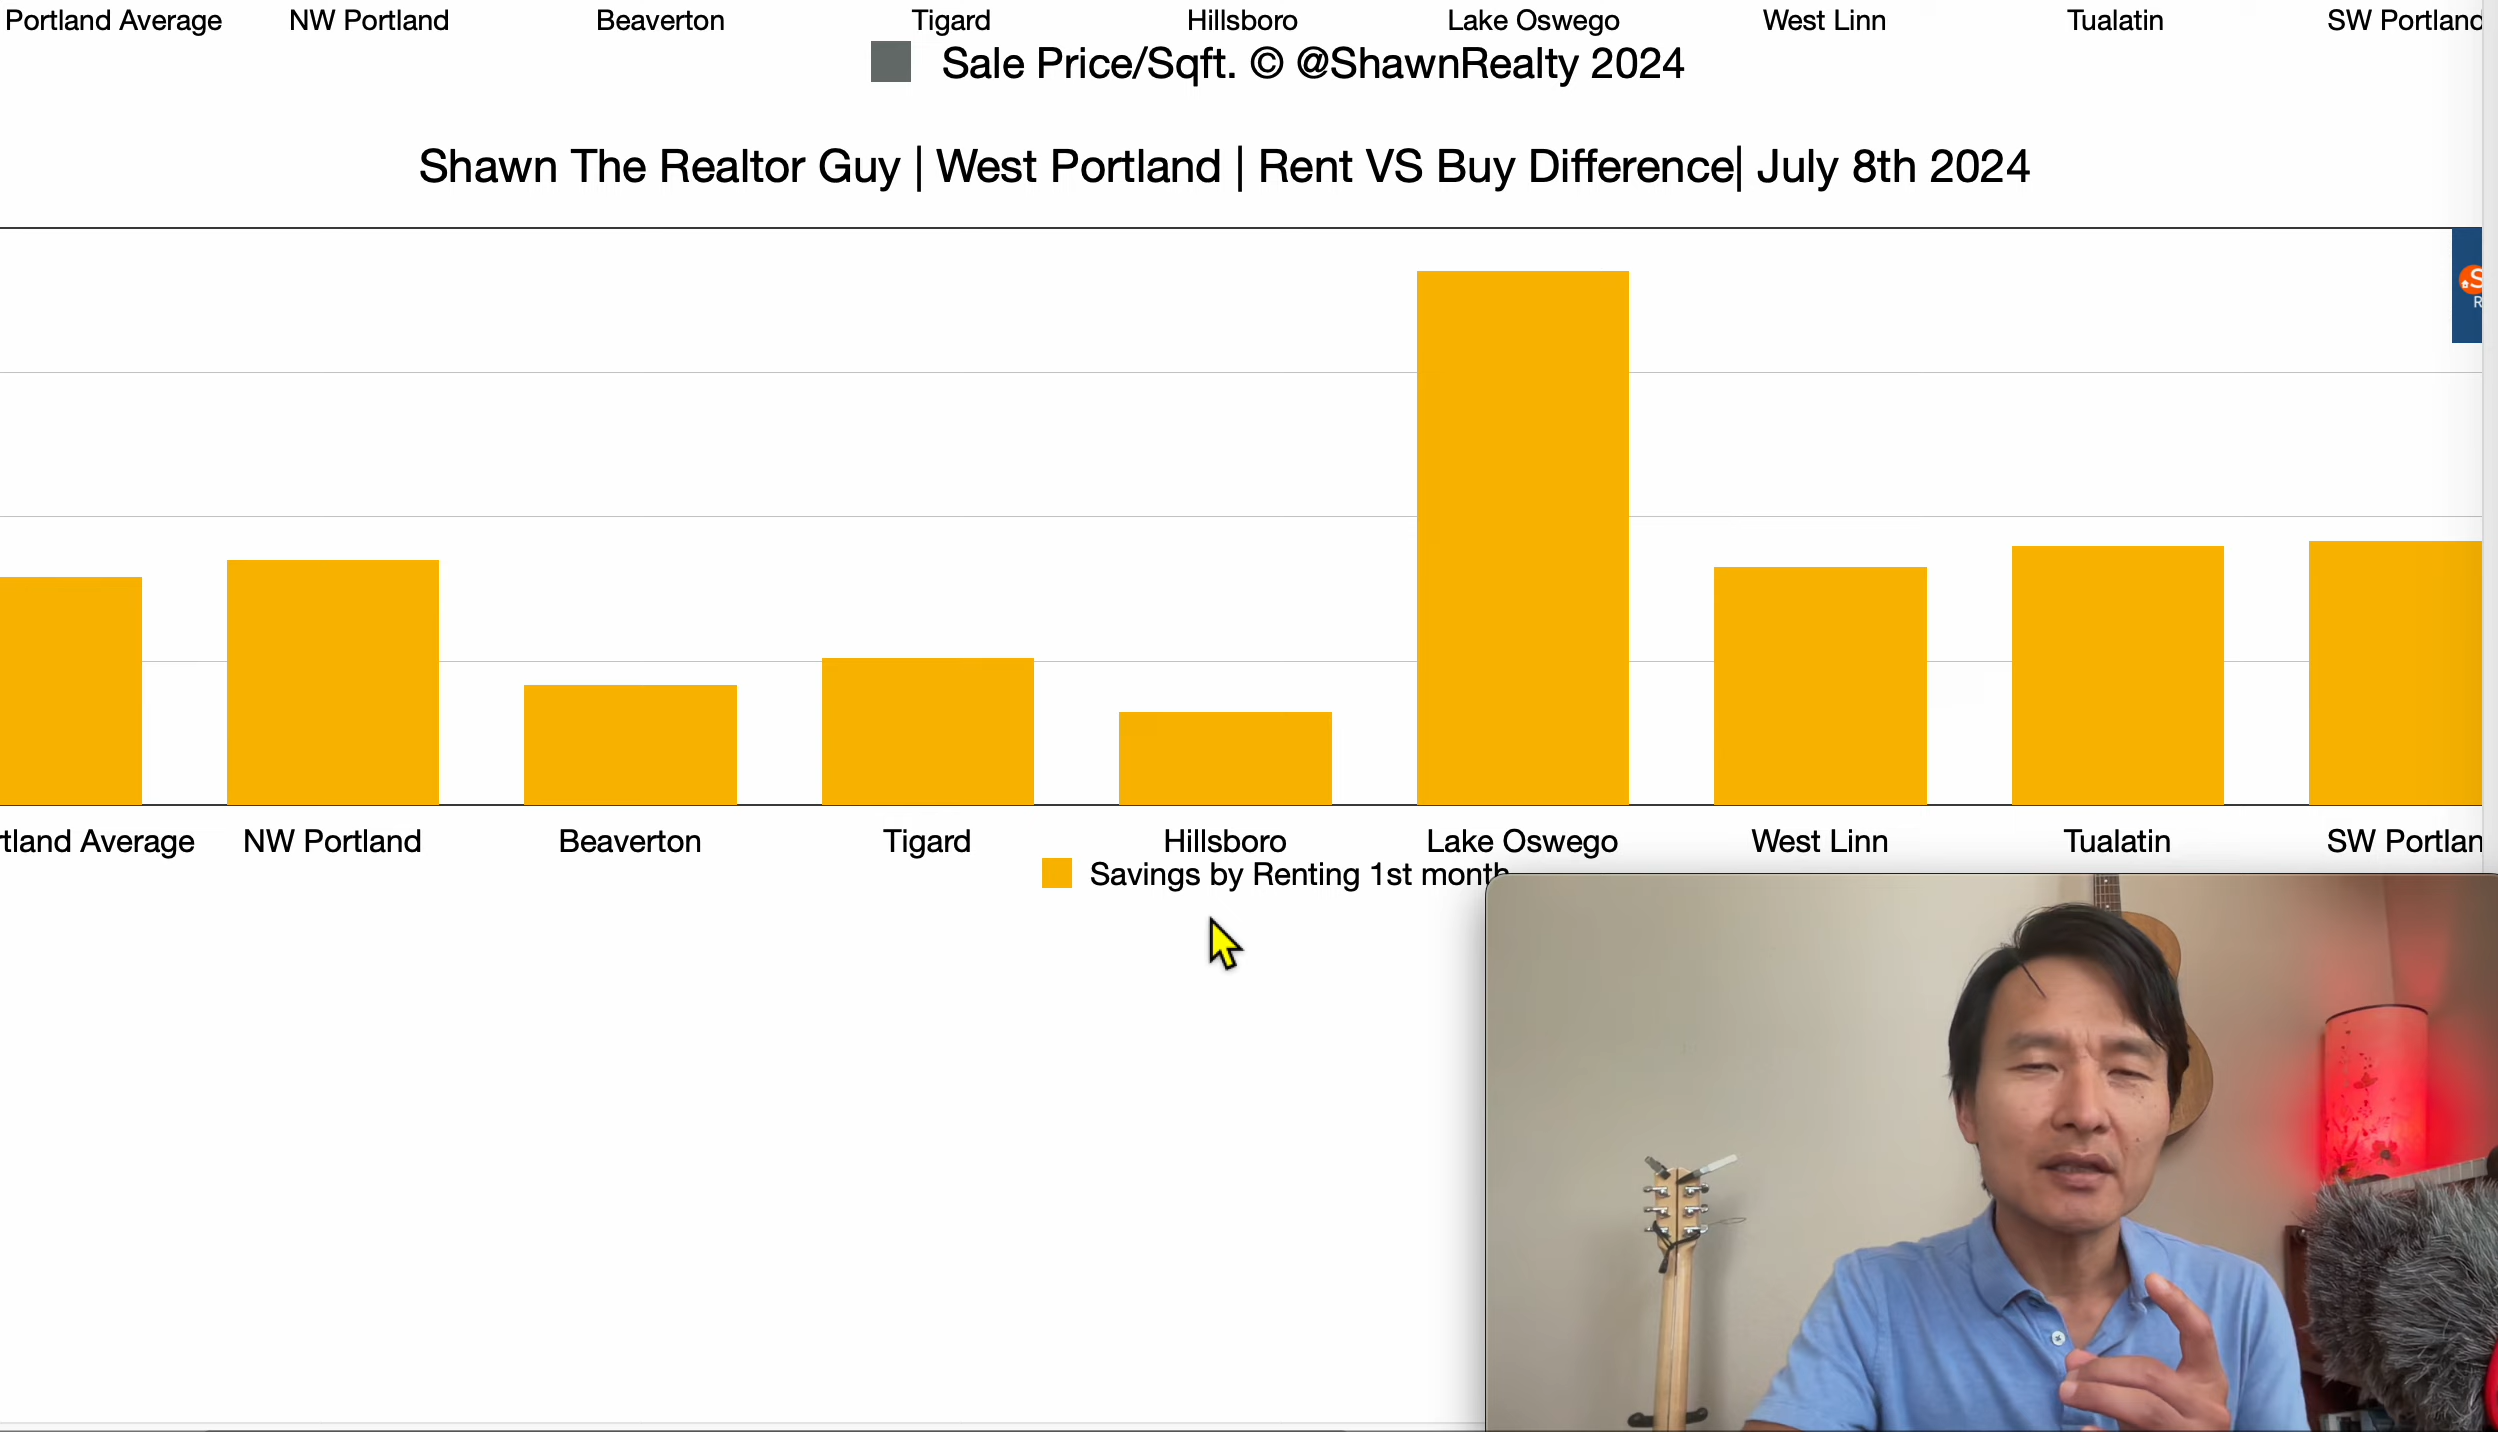 Portland Average NW Portland Beaverton Tigard Hillsboro Lake Oswego West Linn Tualatin SW Portland
Sale Price/Sqft. © @ShawnRealty 2024
Shawn The Realtor Guy | West Portland | Rent VS Buy Difference| July 8th 2024
S
R
rtland Average NW Portland Beaverton Tigard Hillsboro Lake Oswego West Linn Tualatin SW Portlan
Savings by Renting 1st month